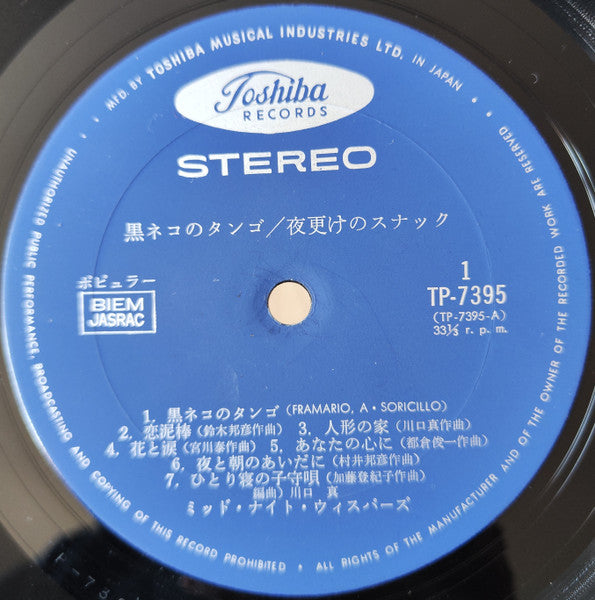 MFD. BY TOSHIBA MUSICAL INDUSTRIES LTD. IN JAPAN
Toshiba
RECORDS
STEREO
黒ネコのタンゴ/夜更けのスナック
ポピュラー
BIEM
JASRAC
1
TP-7395
(TP-7395-A)
33⅓ r. p. m.
1. 黒ネコのタンゴ(FRAMARIO, A・SORICILLO)
2. 恋泥棒(鈴木邦彦作曲) 3. 人形の家(川口真作曲)
4. 花と涙(宮川泰作曲) 5. あなたの心に(都倉俊一作曲)
6. 夜と朝のあいだに(村井邦彦作曲)
7. ひとり寝の子守唄(加藤登紀子作曲)
編曲)川口 真
ミッド・ナイト・ウィスパーズ
ALL RIGHTS OF THE MANUFACTURER AND OF THE OWNER OF THE RECORDED WORK ARE RESERVED
UNAUTHORIZED PUBLIC PERFORMANCE, BROADCASTING AND COPYING OF THIS RECORD PROHIBITED